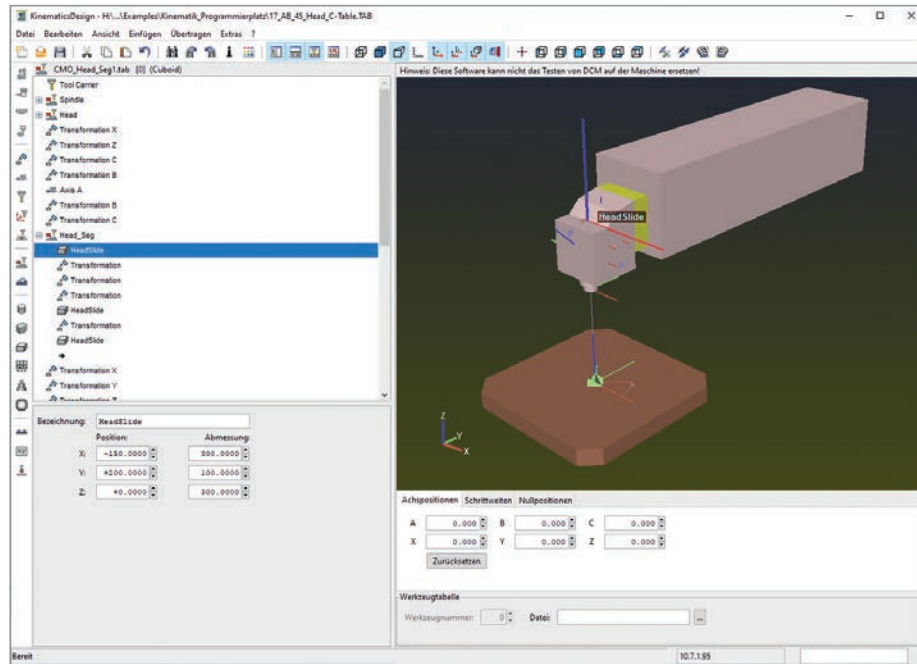 KinematicsDesign - H:\...\Examples\Kinematik_Programmierplatz\17_AB_45_Head_C-Table.TAB
Datei Bearbeiten Ansicht Einfügen Übertragen Extras ?
CMO_Head_Seg1.tab [0] (Cuboid)
Tool Carrier
Spindle
Head
Transformation X
Transformation Z
Transformation C
Transformation B
Axis A
Transformation B
Transformation C
Head_Seg
HeadSlide
Transformation
Transformation
Transformation
HeadSlide
Transformation
HeadSlide
Transformation X
Transformation Y
Transformation Z
Bezeichnung: HeadSlide
Position: Abmessung:
X: -150.0000 300.0000
Y: +200.0000 100.0000
Z: +0.0000 300.0000
Hinweis: Diese Software kann nicht das Testen von DCM auf der Maschine ersetzen!
HeadSlide
Z
Y
X
Achspositionen Schrittweiten Nullpositionen
A 0.000 B 0.000 C 0.000
X 0.000 Y 0.000 Z 0.000
Zurücksetzen
Werkzeugtabelle
Werkzeugnummer: 0 Datei: ...
Bereit 10.7.1.95